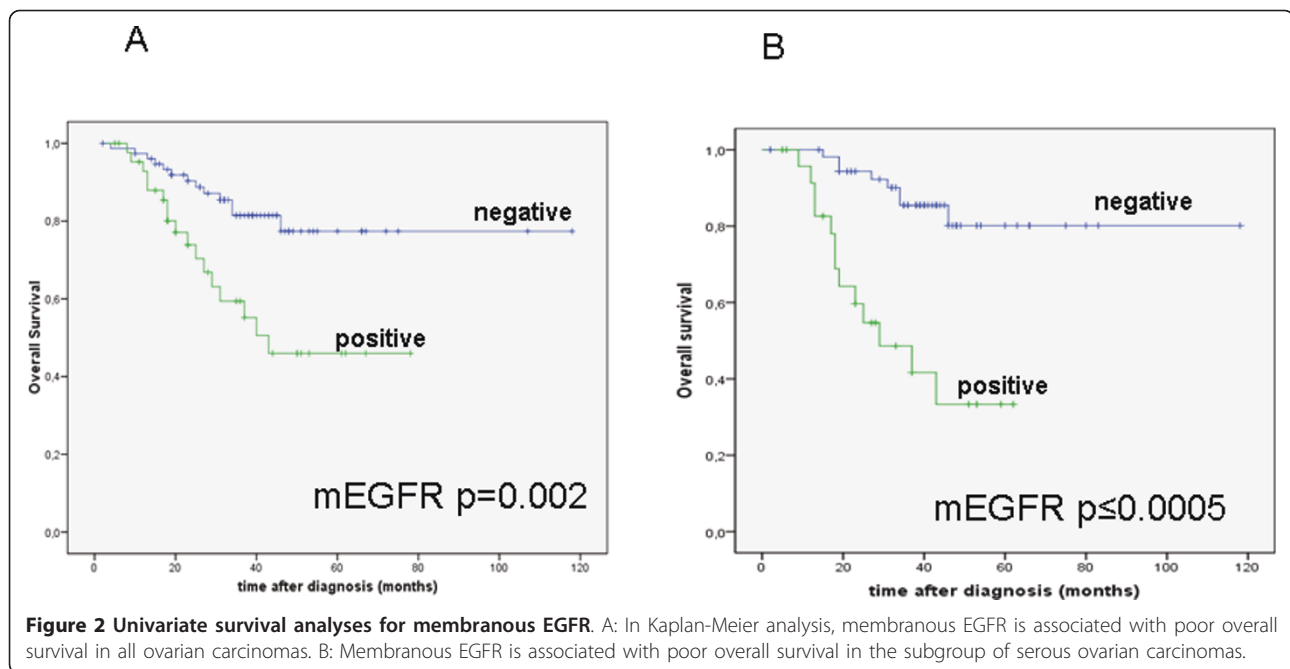 A
B
1,0
0,8
0,6
0,4
0,2
0,0
Overall Survival
negative
positive
mEGFR p=0.002
0 20 40 60 80 100 120
time after diagnosis (months)
1,0
0,8
0,6
0,4
0,2
0,0
Overall survival
negative
positive
mEGFR p≤0.0005
0 20 40 60 80 100 120
time after diagnosis (months)
Figure 2 Univariate survival analyses for membranous EGFR. A: In Kaplan-Meier analysis, membranous EGFR is associated with poor overall
survival in all ovarian carcinomas. B: Membranous EGFR is associated with poor overall survival in the subgroup of serous ovarian carcinomas.